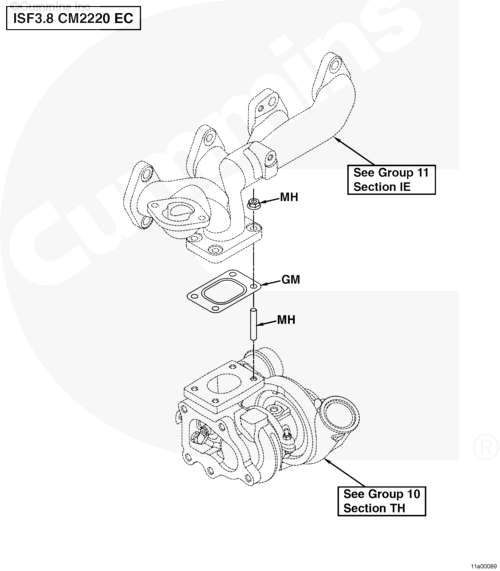 ©Cummins Inc
ISF3.8 CM2220 EC
Cummins
See Group 11
Section IE
MH
GM
MH
See Group 10
Section TH
®
11a00089